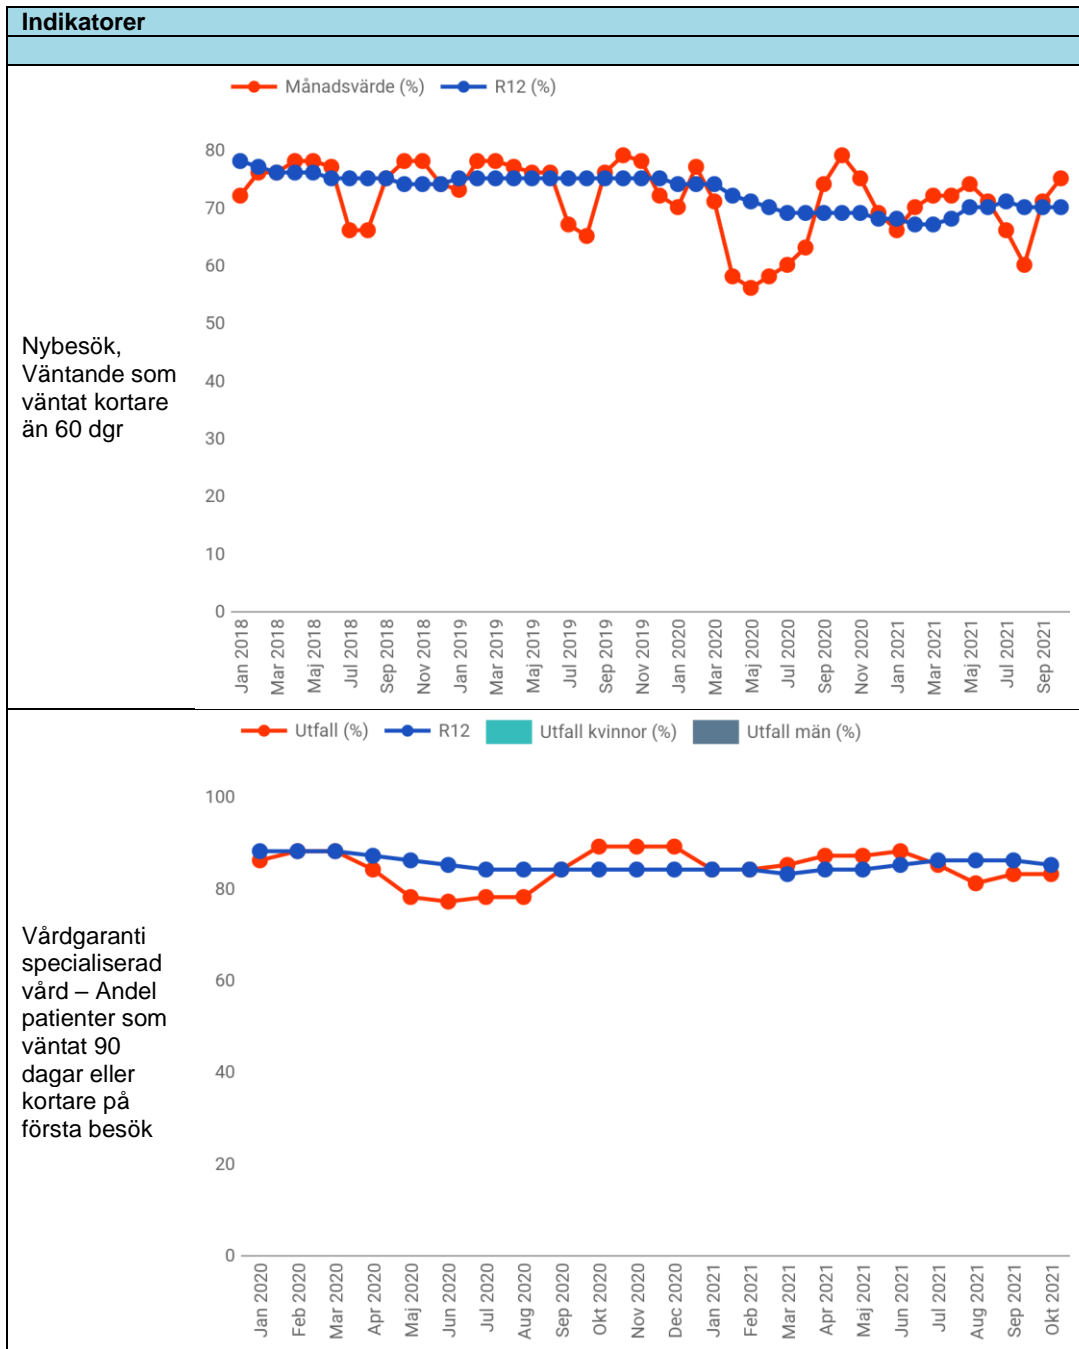 Indikatorer
Månadsvärde (%) R12 (%)
Nybesök,
Väntande som
väntat kortare
än 60 dgr
80
70
60
50
40
30
20
10
0
Jan 2018
Mar 2018
Maj 2018
Jul 2018
Sep 2018
Nov 2018
Jan 2019
Mar 2019
Maj 2019
Jul 2019
Sep 2019
Nov 2019
Jan 2020
Mar 2020
Maj 2020
Jul 2020
Sep 2020
Nov 2020
Jan 2021
Mar 2021
Maj 2021
Jul 2021
Sep 2021
Utfall (%) R12 Utfall kvinnor (%) Utfall män (%)
Vårdgaranti
specialiserad
vård – Andel
patienter som
väntat 90
dagar eller
kortare på
första besök
100
80
60
40
20
0
Jan 2020
Feb 2020
Mar 2020
Apr 2020
Maj 2020
Jun 2020
Jul 2020
Aug 2020
Sep 2020
Okt 2020
Nov 2020
Dec 2020
Jan 2021
Feb 2021
Mar 2021
Apr 2021
Maj 2021
Jun 2021
Jul 2021
Aug 2021
Sep 2021
Okt 2021